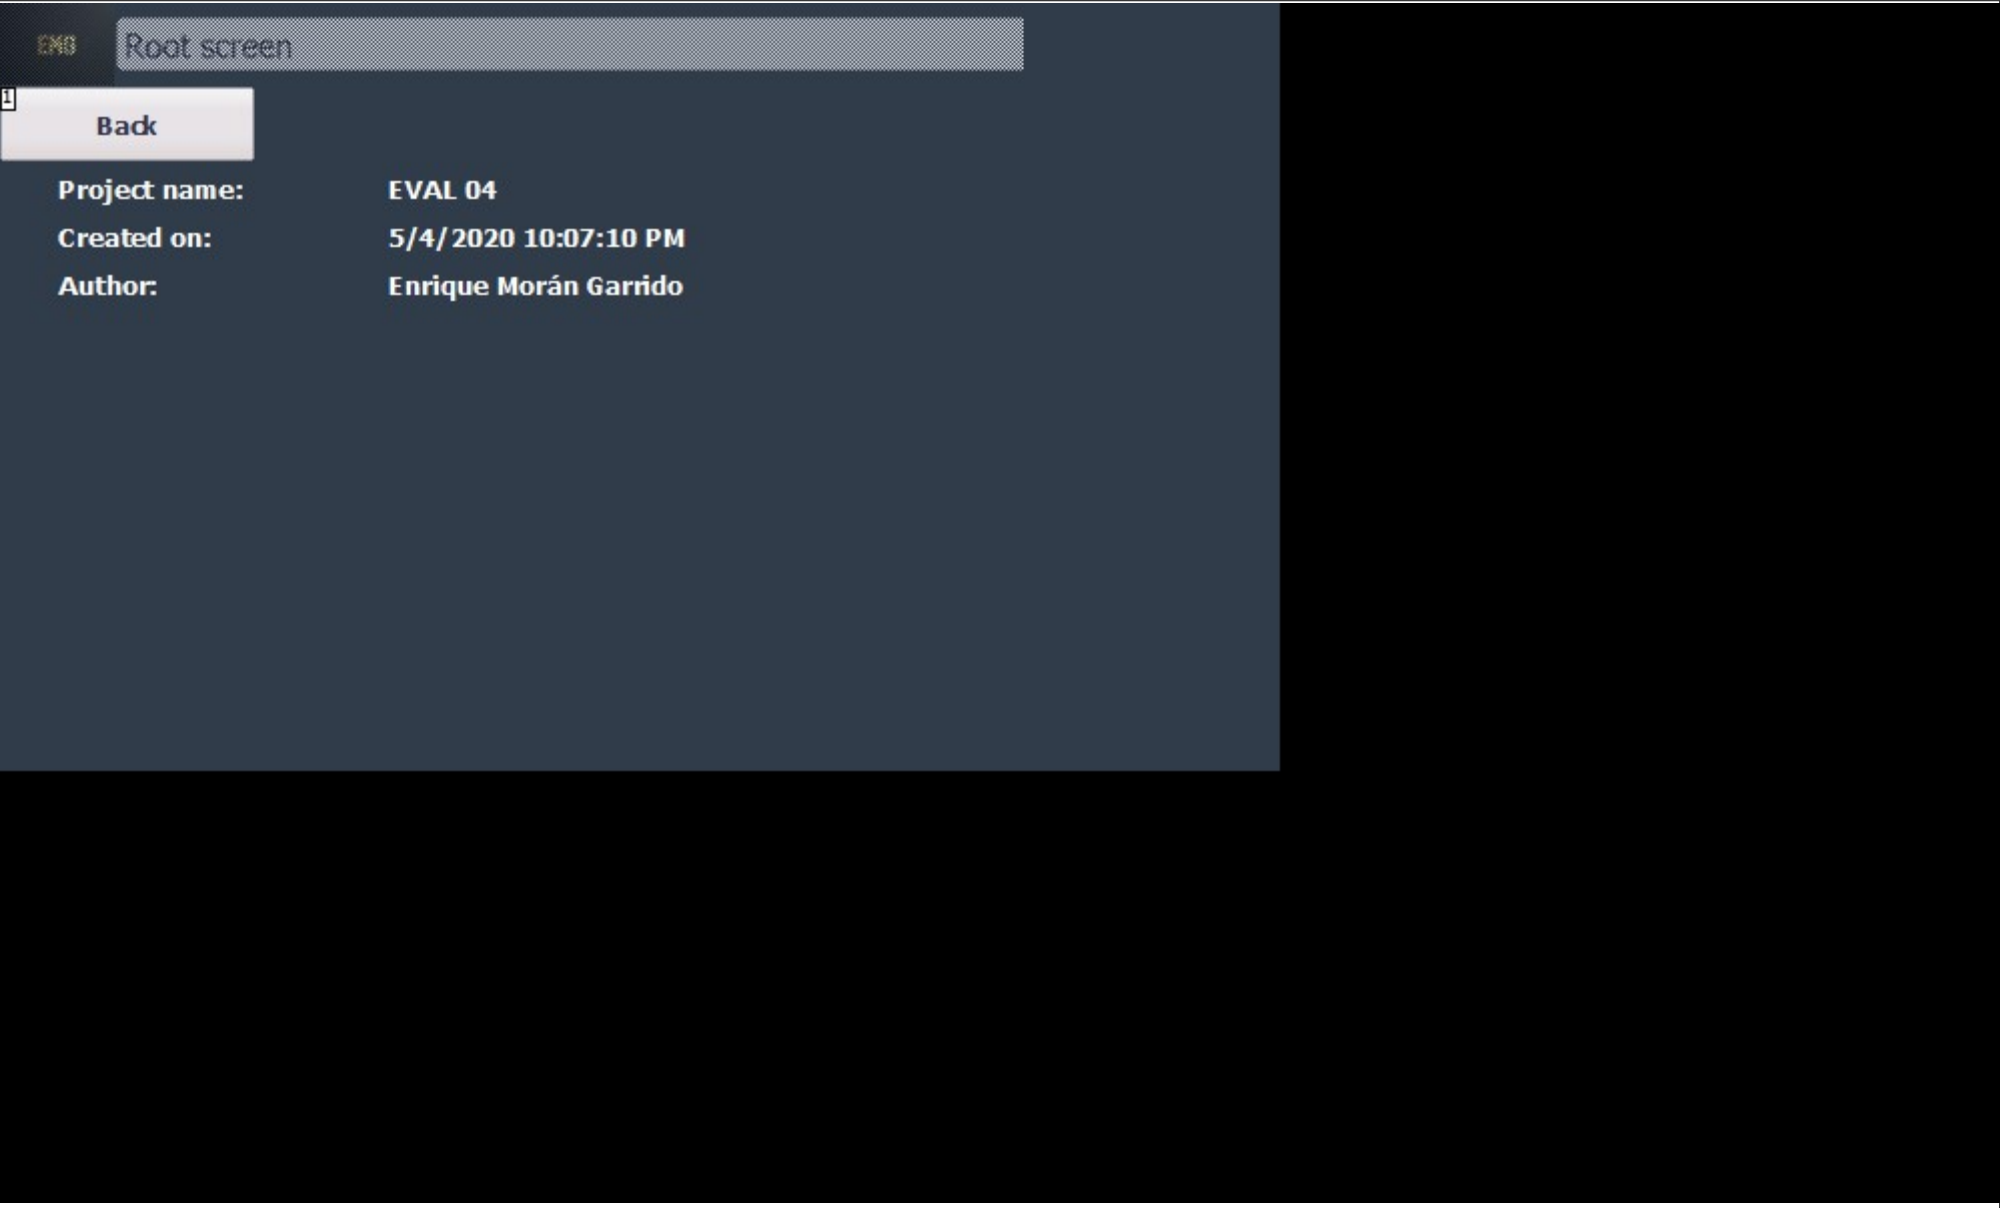 EMG
Root screen
1
Back
Project name: EVAL 04
Created on: 5/4/2020 10:07:10 PM
Author: Enrique Morán Garrido